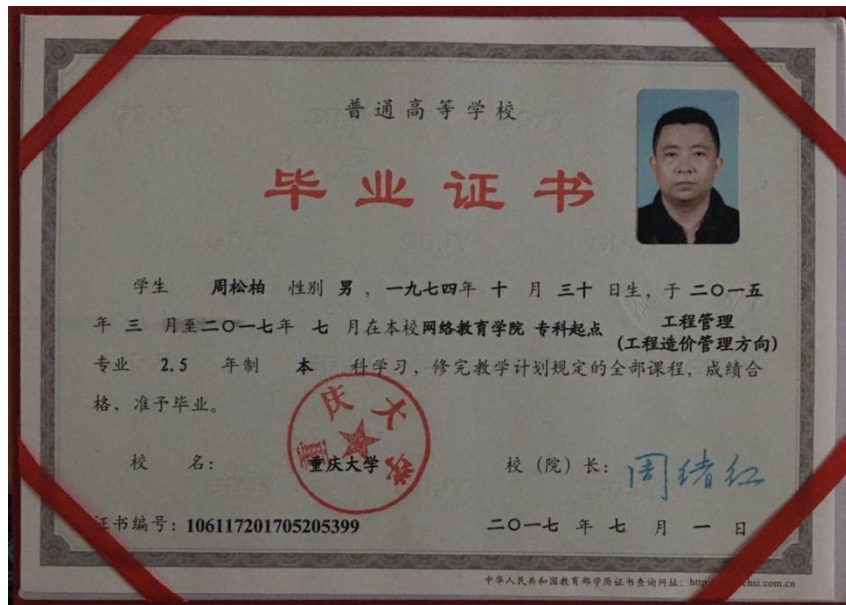 普通高等学校
毕业证书
学生 周松柏 性别 男 ，一九七四年 十 月 三十 日生，于 二〇一五
年 三 月至二〇一七年 七 月在本校网络教育学院 专科起点 工程管理
(工程造价管理方向)
专业 2.5 年制 本 科学习，修完教学计划规定的全部课程，成绩合
格，准予毕业。
重庆大学
校 名： 重庆大学 校（院）长：周绪红
证书编号：106117201705205399 二〇一七 年 七 月 一 日
中华人民共和国教育部学历证书查询网址：http chsi.com.cn